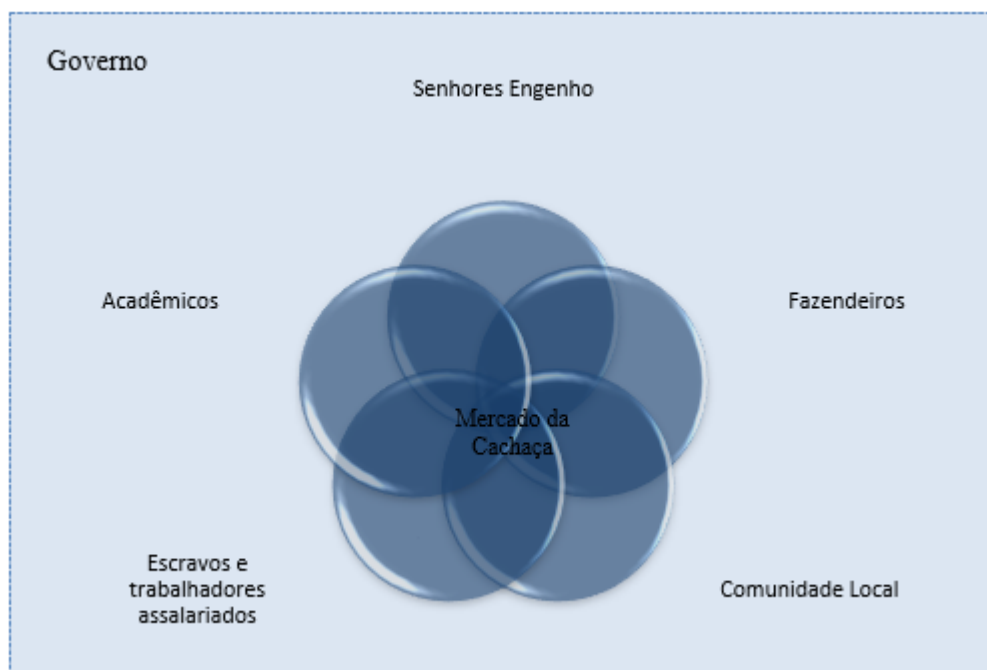 Governo
Senhores Engenho
Acadêmicos
Fazendeiros
Mercado da
Cachaça
Escravos e
trabalhadores
assalariados
Comunidade Local